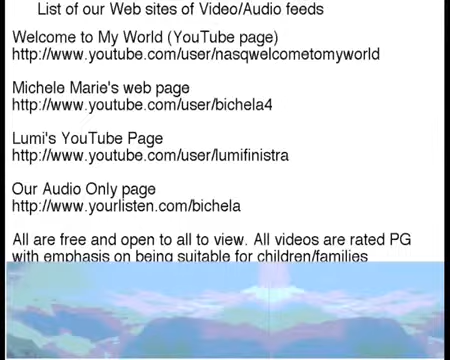 List of our Web sites of Video/Audio feeds
Welcome to My World (YouTube page)
http://www.youtube.com/user/nasqwelcometomyworld
Michele Marie's web page
http://www.youtube.com/user/bichela4
Lumi's YouTube Page
http://www.youtube.com/user/lumifinistra
Our Audio Only page
http://www.yourlisten.com/bichela
All are free and open to all to view. All videos are rated PG
with emphasis on being suitable for children/families